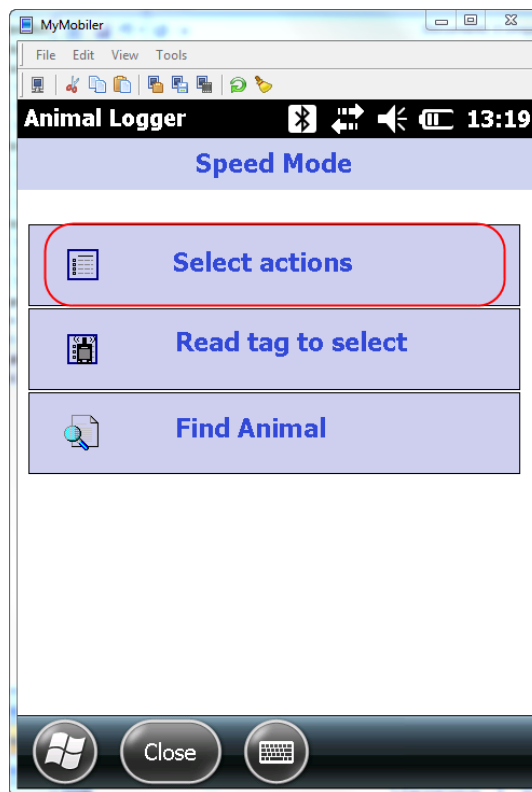 MyMobiler
File Edit View Tools
Animal Logger 13:19
Speed Mode
Select actions
Read tag to select
Find Animal
Close